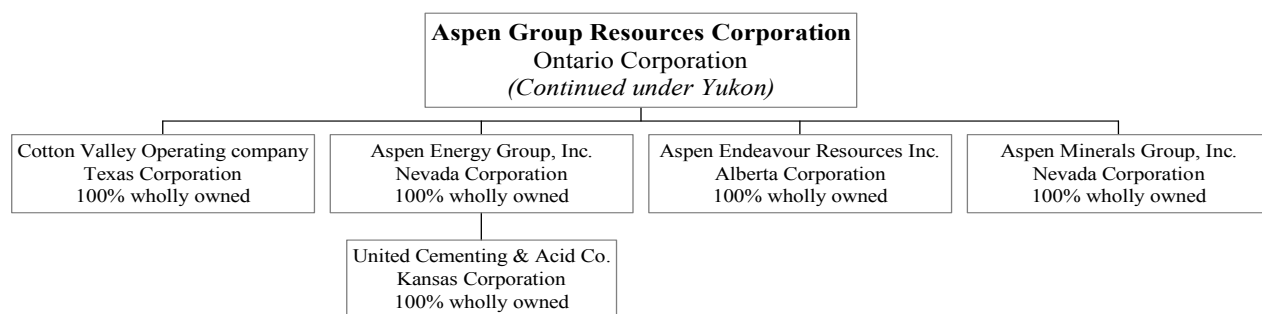 Aspen Group Resources Corporation
Ontario Corporation
(Continued under Yukon)
Cotton Valley Operating company
Texas Corporation
100% wholly owned
Aspen Energy Group, Inc.
Nevada Corporation
100% wholly owned
Aspen Endeavour Resources Inc.
Alberta Corporation
100% wholly owned
Aspen Minerals Group, Inc.
Nevada Corporation
100% wholly owned
United Cementing & Acid Co.
Kansas Corporation
100% wholly owned